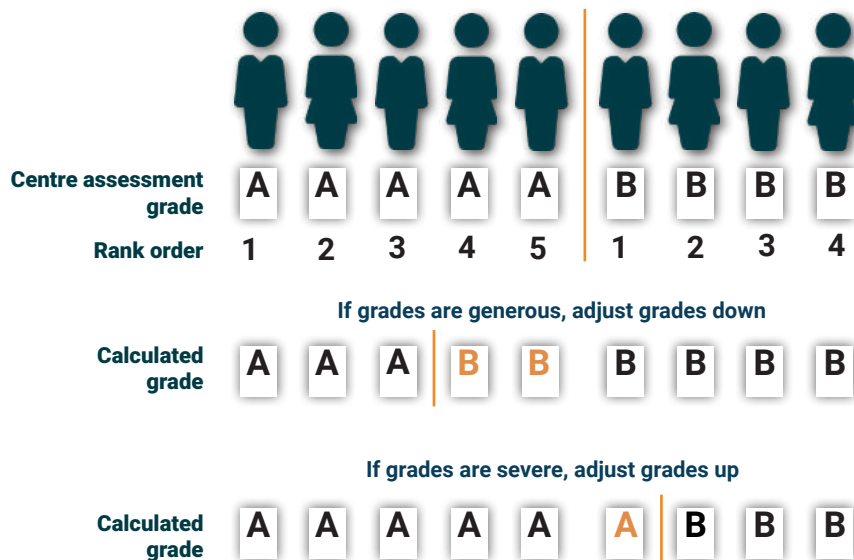 Centre assessment
grade
A A A A A B B B B
Rank order 1 2 3 4 5 1 2 3 4
If grades are generous, adjust grades down
Calculated
grade
A A A B B B B B B
If grades are severe, adjust grades up
Calculated
grade
A A A A A A B B B